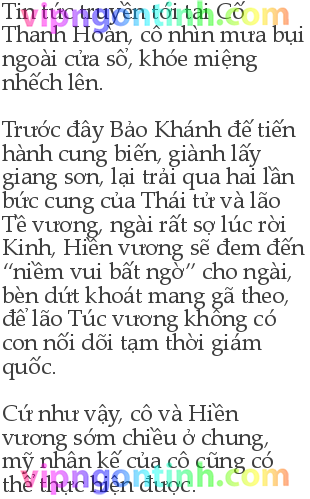 Tin tức truyền tới tai Cố
vipngontinh.com
Thanh Hoàn, cô nhìn mưa bụi
ngoài cửa sổ, khóe miệng
nhếch lên.
Trước đây Bảo Khánh đế tiến
hành cung biến, giành lấy
giang sơn, lại trải qua hai lần
bức cung của Thái tử và lão
Tề vương, ngài rất sợ lúc rời
Kinh, Hiền vương sẽ đem đến
“niềm vui bất ngờ” cho ngài,
bèn dứt khoát mang gã theo,
để lão Túc vương không có
con nối dõi tạm thời giám
quốc.
Cứ như vậy, cô và Hiền
vương sớm chiều ở chung,
mỹ nhân kế của cô cũng có
vipngontinh.com
thể thực hiện được.